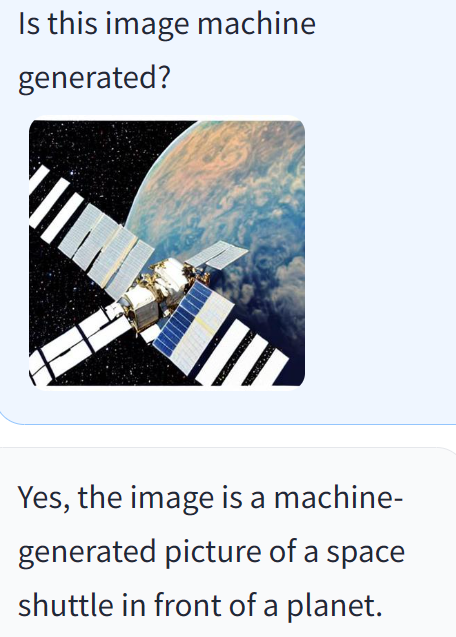 Is this image machine
generated?
Yes, the image is a machine-
generated picture of a space
shuttle in front of a planet.